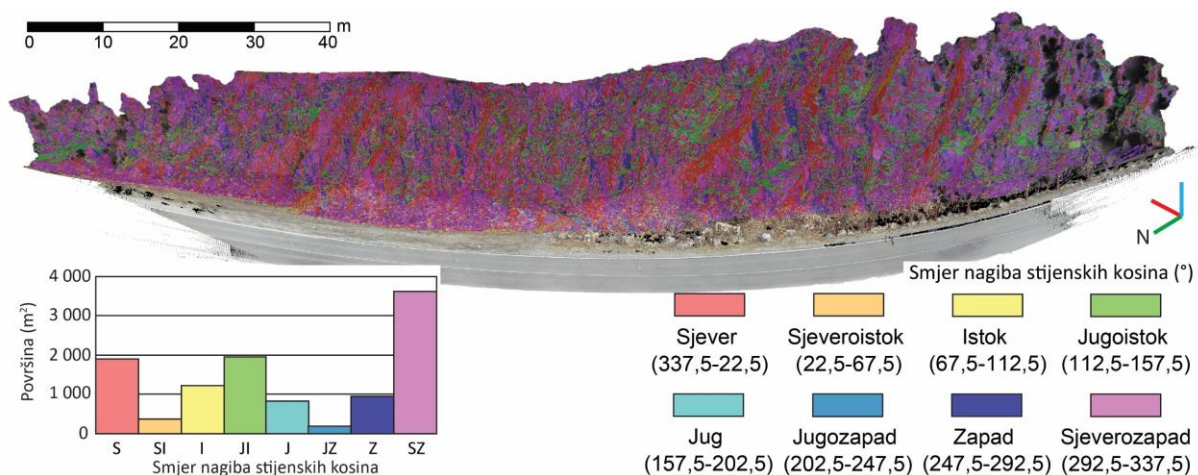 m
0 10 20 30 40
N
4 000
3 000
2 000
1 000
0
Površina (m²)
S SI I JI J JZ Z SZ
Smjer nagiba stijenskih kosina
Smjer nagiba stijenskih kosina (°)
Sjever Sjeveroistok Istok Jugoistok
(337,5-22,5) (22,5-67,5) (67,5-112,5) (112,5-157,5)
Jug Jugozapad Zapad Sjeverozapad
(157,5-202,5) (202,5-247,5) (247,5-292,5) (292,5-337,5)